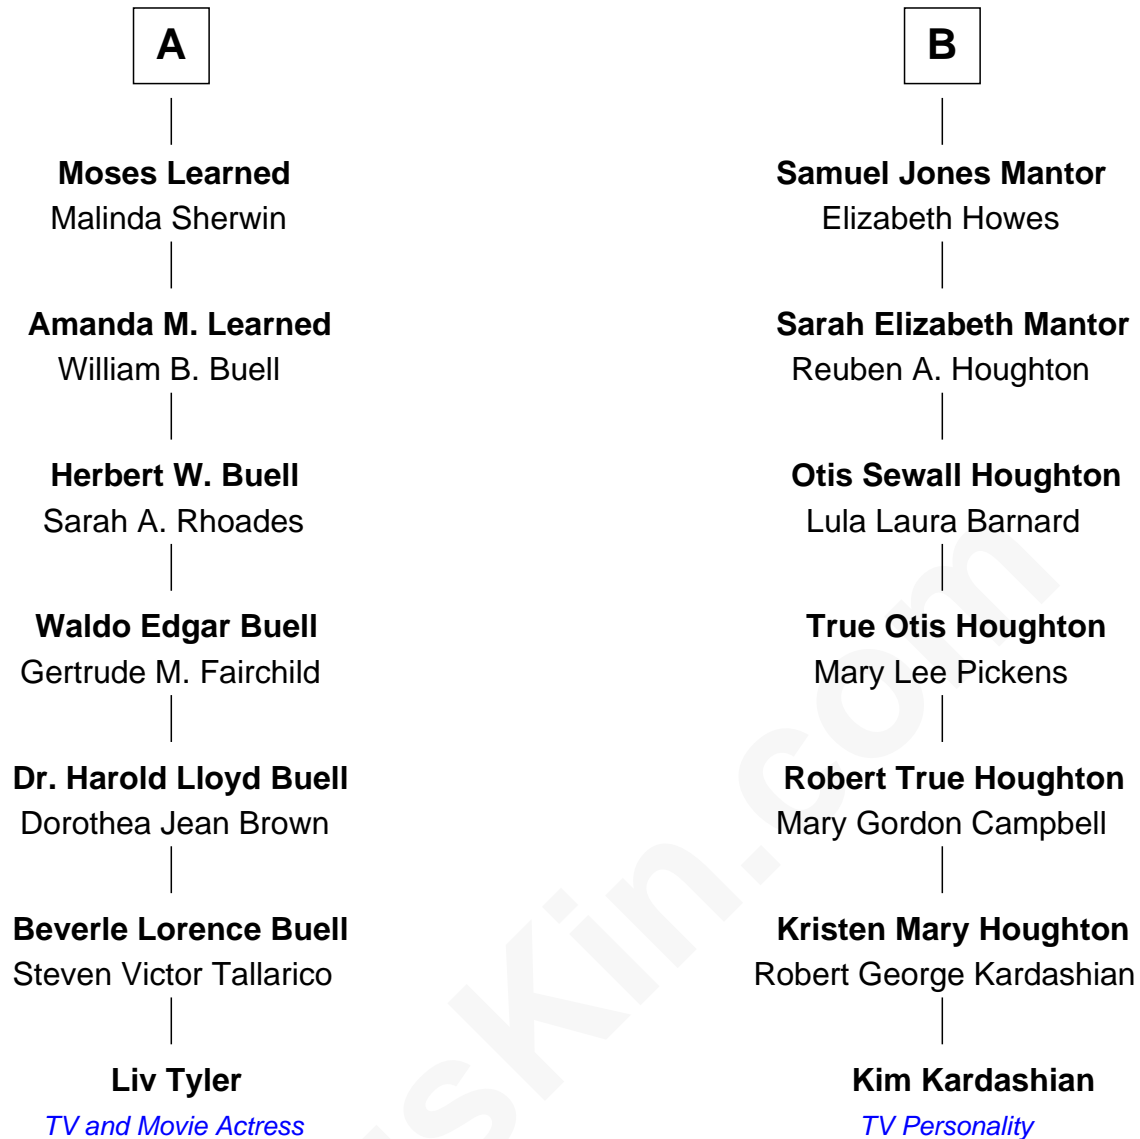 A
Moses Learned
Malinda Sherwin
Amanda M. Learned
William B. Buell
Herbert W. Buell
Sarah A. Rhoades
Waldo Edgar Buell
Gertrude M. Fairchild
Dr. Harold Lloyd Buell
Dorothea Jean Brown
Beverle Lorence Buell
Steven Victor Tallarico
Liv Tyler
TV and Movie Actress
B
Samuel Jones Mantor
Elizabeth Howes
Sarah Elizabeth Mantor
Reuben A. Houghton
Otis Sewall Houghton
Lula Laura Barnard
True Otis Houghton
Mary Lee Pickens
Robert True Houghton
Mary Gordon Campbell
Kristen Mary Houghton
Robert George Kardashian
Kim Kardashian
TV Personality